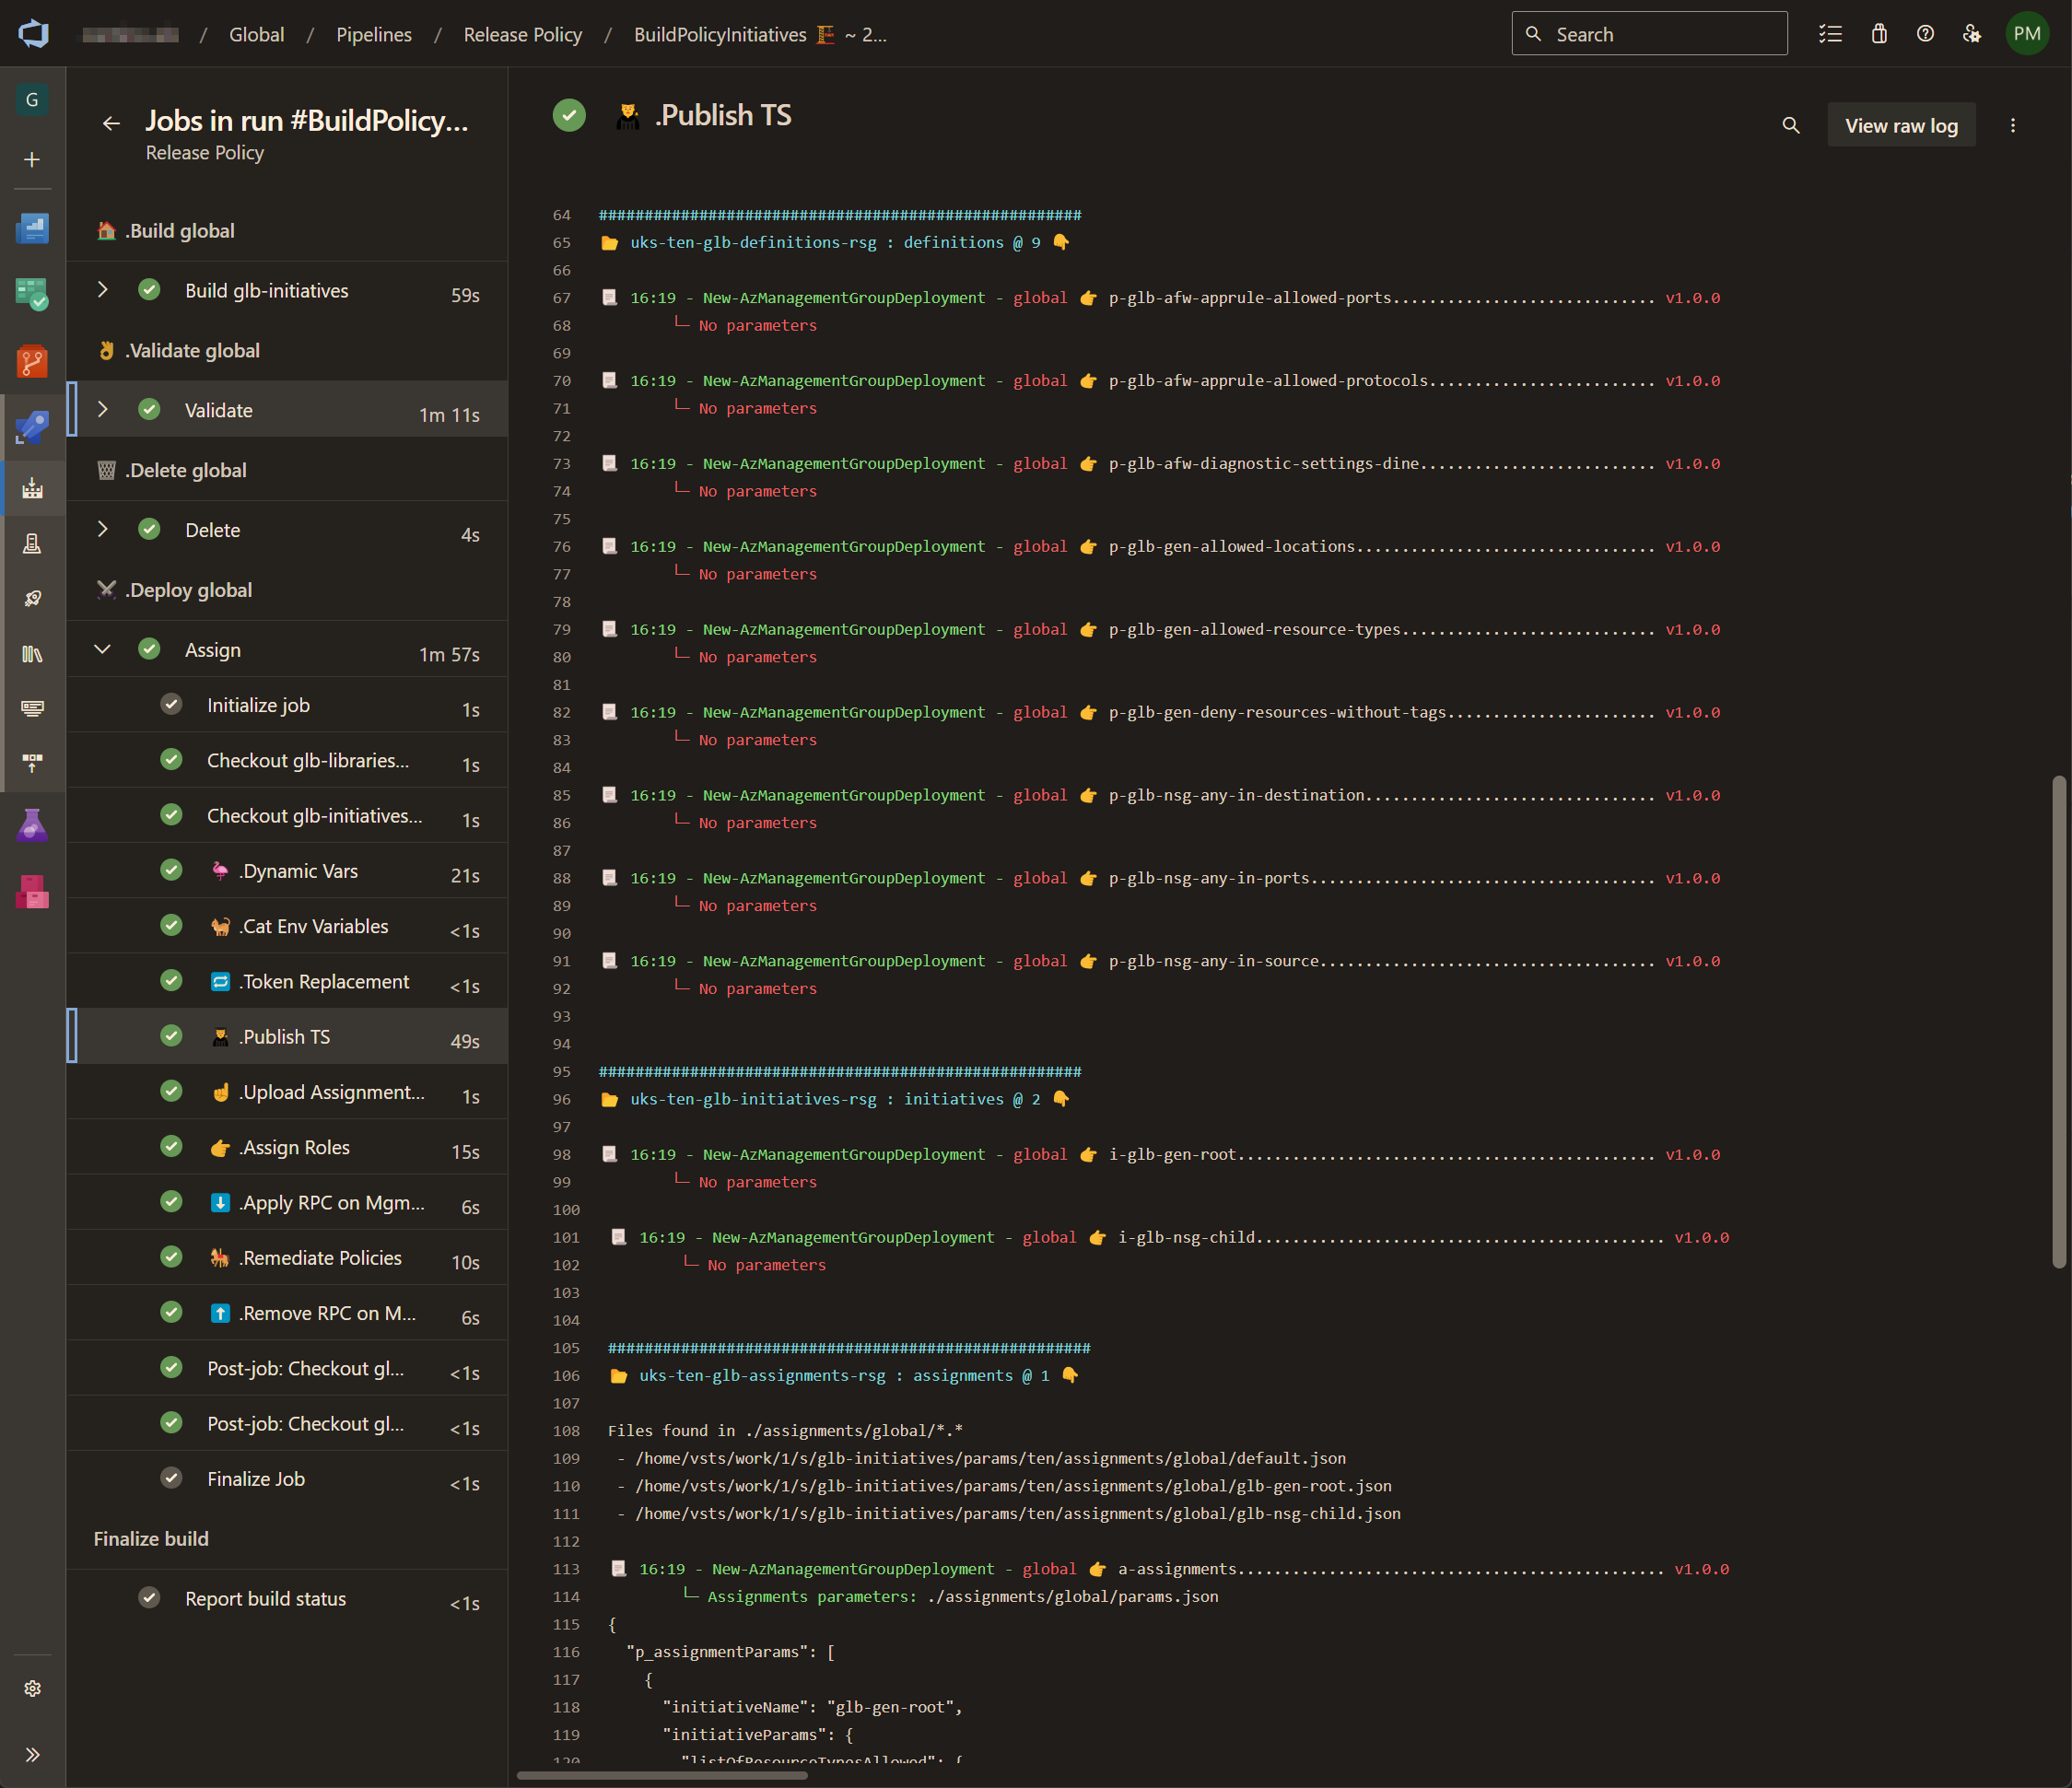 / Global / Pipelines / Release Policy / BuildPolicyInitiatives 🏗️ ~ 2...
Search
PM
G
Jobs in run #BuildPolicy...
Release Policy
🏠 .Build global
Build glb-initiatives 59s
👌 .Validate global
Validate 1m 11s
🗑️ .Delete global
Delete 4s
⚔️ .Deploy global
Assign 1m 57s
Initialize job 1s
Checkout glb-libraries... 1s
Checkout glb-initiatives... 1s
🦩 .Dynamic Vars 21s
🐈 .Cat Env Variables <1s
🔁 .Token Replacement <1s
.Publish TS 49s
☝️ .Upload Assignment... 1s
👉 .Assign Roles 15s
⬇️ .Apply RPC on Mgm... 6s
.Remediate Policies 10s
⬆️ .Remove RPC on M... 6s
Post-job: Checkout gl... <1s
Post-job: Checkout gl... <1s
Finalize Job <1s
Finalize build
Report build status <1s
.Publish TS
View raw log
64 #####################################################
65 📂 uks-ten-glb-definitions-rsg : definitions @ 9 👇
66
67 📜 16:19 - New-AzManagementGroupDeployment - global 👉 p-glb-afw-apprule-allowed-ports............................. v1.0.0
68 └─ No parameters
69
70 📜 16:19 - New-AzManagementGroupDeployment - global 👉 p-glb-afw-apprule-allowed-protocols......................... v1.0.0
71 └─ No parameters
72
73 📜 16:19 - New-AzManagementGroupDeployment - global 👉 p-glb-afw-diagnostic-settings-dine.......................... v1.0.0
74 └─ No parameters
75
76 📜 16:19 - New-AzManagementGroupDeployment - global 👉 p-glb-gen-allowed-locations................................. v1.0.0
77 └─ No parameters
78
79 📜 16:19 - New-AzManagementGroupDeployment - global 👉 p-glb-gen-allowed-resource-types............................ v1.0.0
80 └─ No parameters
81
82 📜 16:19 - New-AzManagementGroupDeployment - global 👉 p-glb-gen-deny-resources-without-tags....................... v1.0.0
83 └─ No parameters
84
85 📜 16:19 - New-AzManagementGroupDeployment - global 👉 p-glb-nsg-any-in-destination................................ v1.0.0
86 └─ No parameters
87
88 📜 16:19 - New-AzManagementGroupDeployment - global 👉 p-glb-nsg-any-in-ports...................................... v1.0.0
89 └─ No parameters
90
91 📜 16:19 - New-AzManagementGroupDeployment - global 👉 p-glb-nsg-any-in-source..................................... v1.0.0
92 └─ No parameters
93
94
95 #####################################################
96 📂 uks-ten-glb-initiatives-rsg : initiatives @ 2 👇
97
98 📜 16:19 - New-AzManagementGroupDeployment - global 👉 i-glb-gen-root.............................................. v1.0.0
99 └─ No parameters
100
101 📜 16:19 - New-AzManagementGroupDeployment - global 👉 i-glb-nsg-child............................................. v1.0.0
102 └─ No parameters
103
104
105 #####################################################
106 📂 uks-ten-glb-assignments-rsg : assignments @ 1 👇
107
108 Files found in ./assignments/global/*.*
109 - /home/vsts/work/1/s/glb-initiatives/params/ten/assignments/global/default.json
110 - /home/vsts/work/1/s/glb-initiatives/params/ten/assignments/global/glb-gen-root.json
111 - /home/vsts/work/1/s/glb-initiatives/params/ten/assignments/global/glb-nsg-child.json
112
113 📜 16:19 - New-AzManagementGroupDeployment - global 👉 a-assignments............................................... v1.0.0
114 └─ Assignments parameters: ./assignments/global/params.json
115 {
116 "p_assignmentParams": [
117 {
118 "initiativeName": "glb-gen-root",
119 "initiativeParams": {
120 "listOfResourceTypesAllowed": {